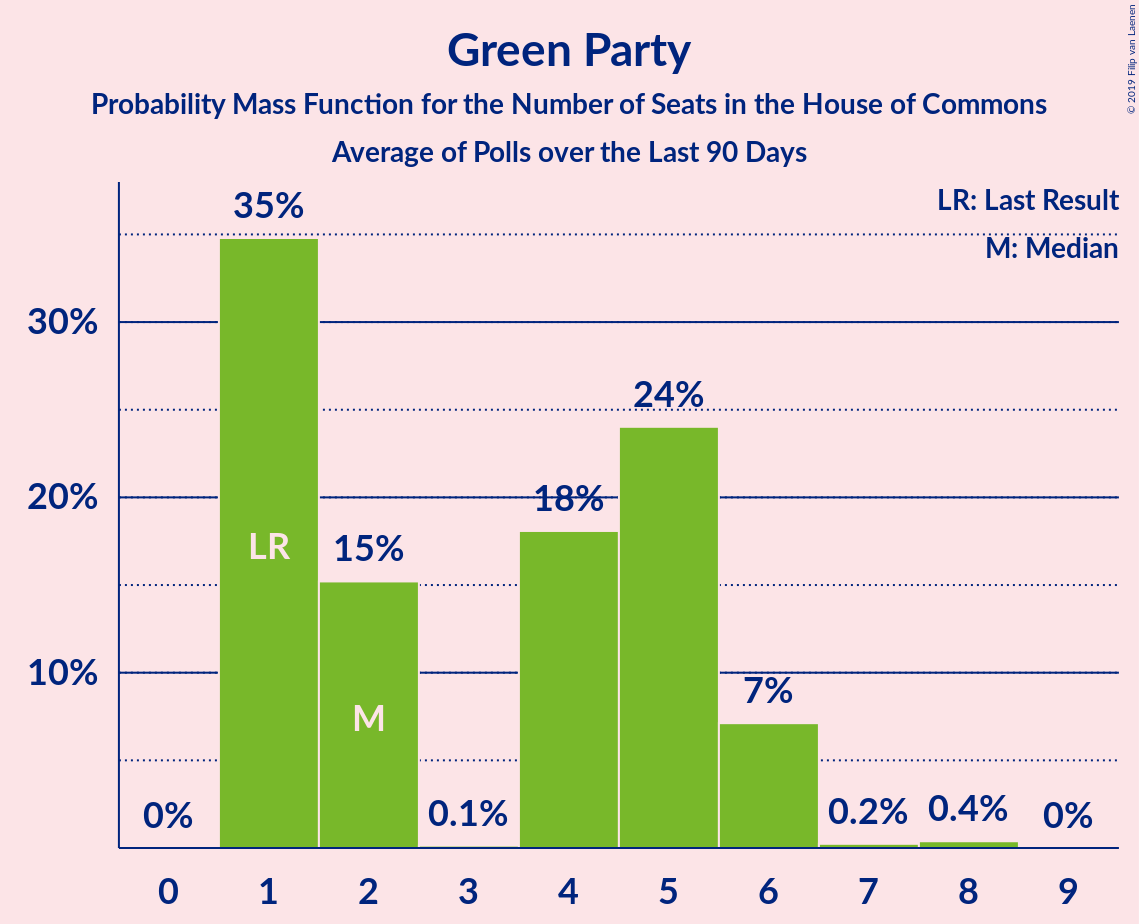 Green Party
Probability Mass Function for the Number of Seats in the House of Commons
Average of Polls over the Last 90 Days
© 2019 Filip van Laenen
LR: Last Result
M: Median
35%
30%
24%
20%
18%
LR
15%
M
10%
7%
0%
0.1%
0.2%
0.4%
0%
0 1 2 3 4 5 6 7 8 9